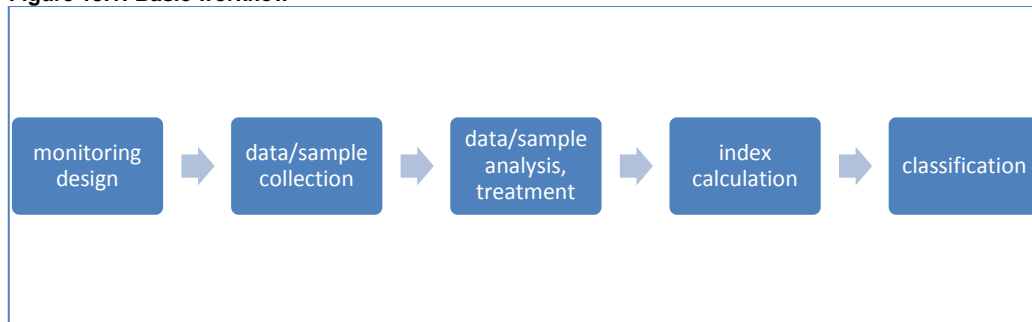 monitoring
design
data/sample
collection
data/sample
analysis,
treatment
index
calculation
classification